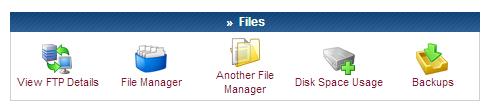 » Files
View FTP Details
File Manager
Another File
Manager
Disk Space Usage
Backups